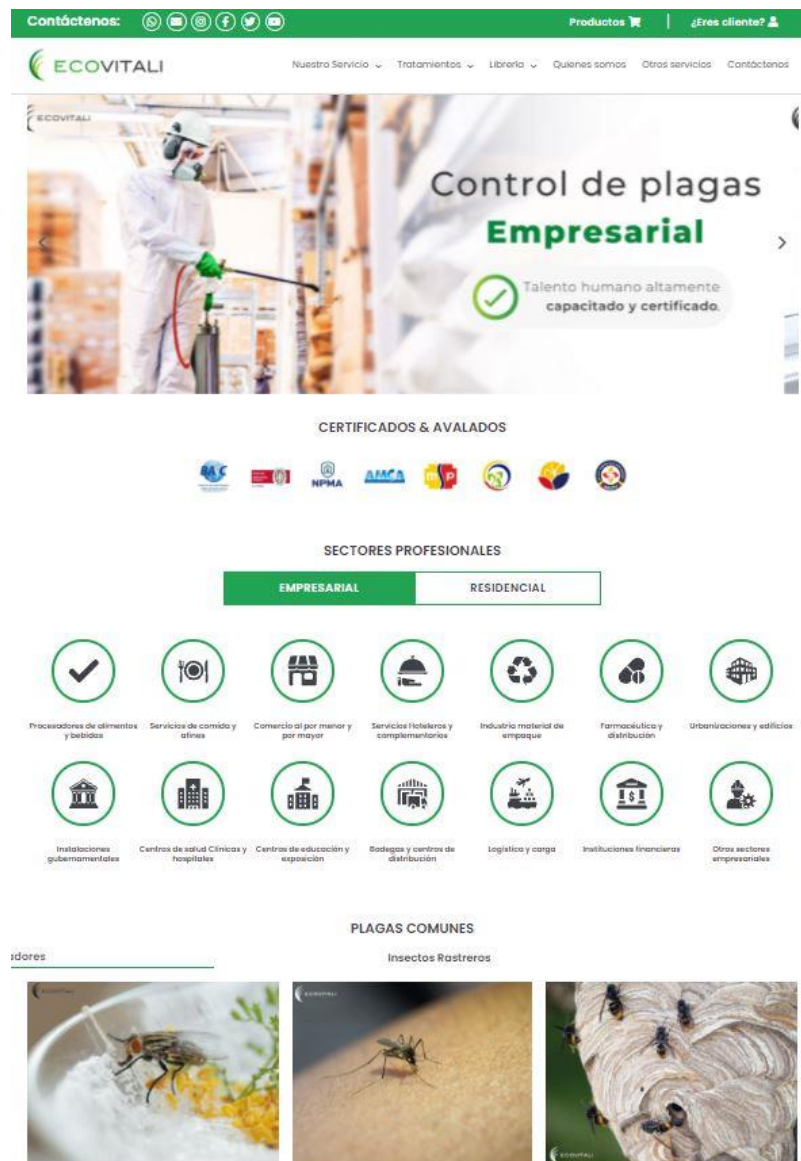 Contáctenos:
Productos
¿Eres cliente?
ECOVITALI
Nuestro Servicio
Tratamientos
Librería
Quienes somos
Otros servicios
Contáctenos
ECOVITALI
Control de plagas
Empresarial
Talento humano altamente
capacitado y certificado.
CERTIFICADOS & AVALADOS
NPMA
AMCA
msp
SECTORES PROFESIONALES
EMPRESARIAL
RESIDENCIAL
Procesadores de alimentos
y bebidas
Servicios de comida y
afines
Comercio al por menor y
por mayor
Servicios Hoteleros y
complementarios
Industria material de
empaque
Farmacéutica y
distribución
Urbanizaciones y edificios
Instalaciones
gubernamentales
Centros de salud Clínicas y
hospitales
Centros de educación y
exposición
Bodegas y centros de
distribución
Logística y carga
Instituciones financieras
Otros sectores
empresariales
PLAGAS COMUNES
adores
Insectos Rastreros
ECOVITALI
ECOVITALI
ECOVITALI